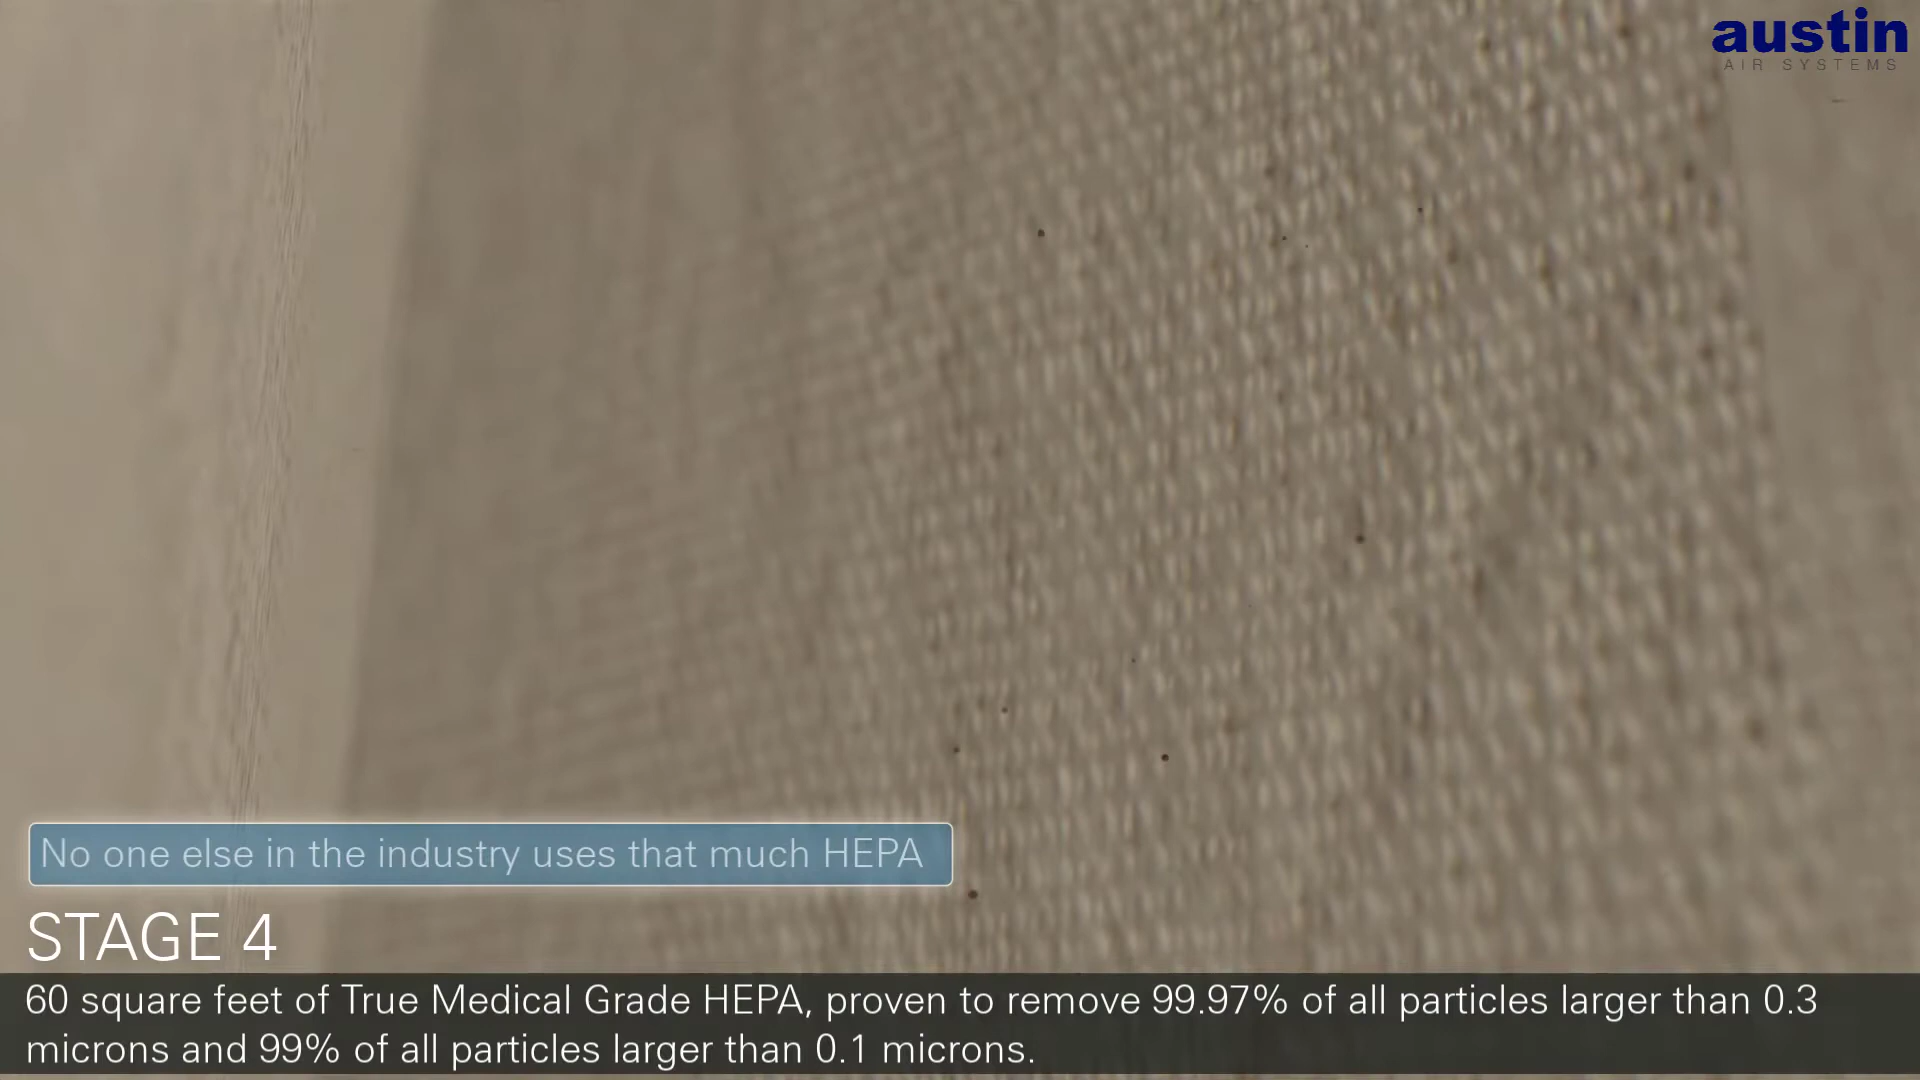 austin
AIR SYSTEMS
No one else in the industry uses that much HEPA
STAGE 4
60 square feet of True Medical Grade HEPA, proven to remove 99.97% of all particles larger than 0.3
microns and 99% of all particles larger than 0.1 microns.